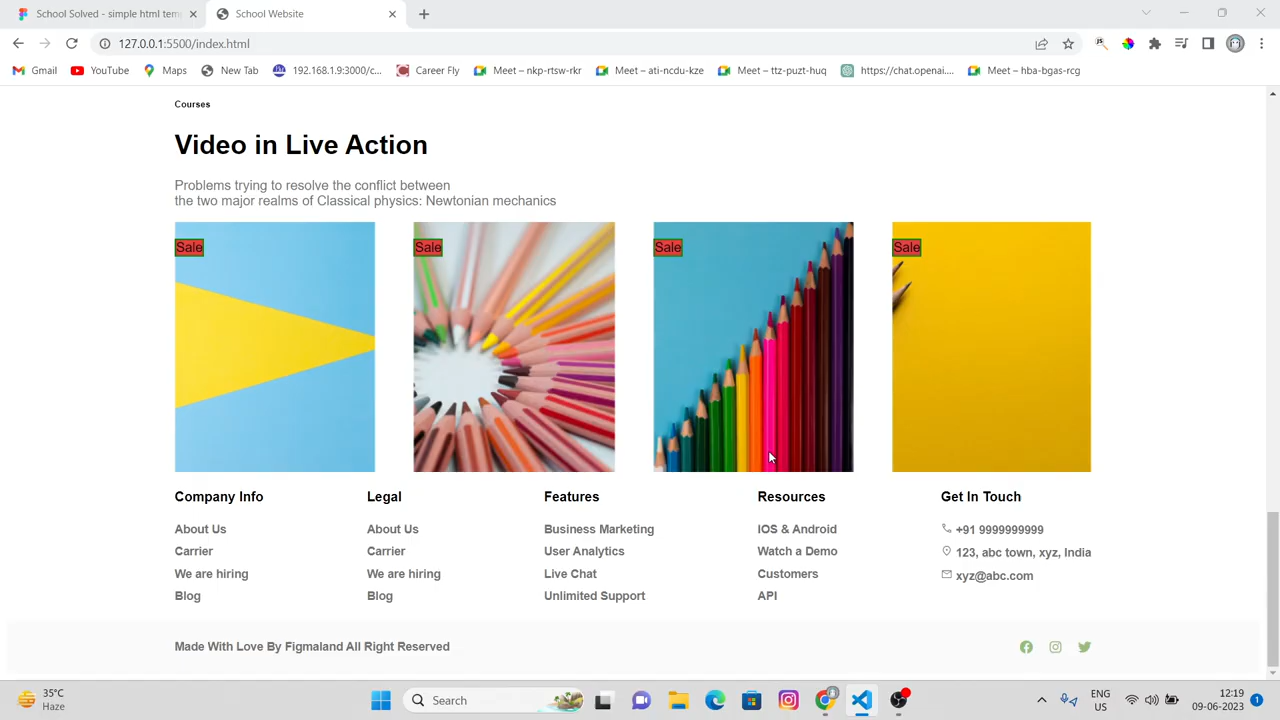 School Solved - simple html tem
School Website
127.0.0.1:5500/index.html
Gmail
YouTube
Maps
New Tab
192.168.1.9:3000/c...
Career Fly
Meet – nkp-rtsw-rkr
Meet – ati-ncdu-kze
Meet – ttz-puzt-huq
https://chat.openai....
Meet – hba-bgas-rcg
Courses
Video in Live Action
Problems trying to resolve the conflict between
the two major realms of Classical physics: Newtonian mechanics
Sale
Sale
Sale
Sale
Company Info
About Us
Carrier
We are hiring
Blog
Legal
About Us
Carrier
We are hiring
Blog
Features
Business Marketing
User Analytics
Live Chat
Unlimited Support
Resources
IOS & Android
Watch a Demo
Customers
API
Get In Touch
+91 9999999999
123, abc town, xyz, India
xyz@abc.com
Made With Love By Figmaland All Right Reserved
35°C
Haze
Search
ENG
US
12:19
09-06-2023
1